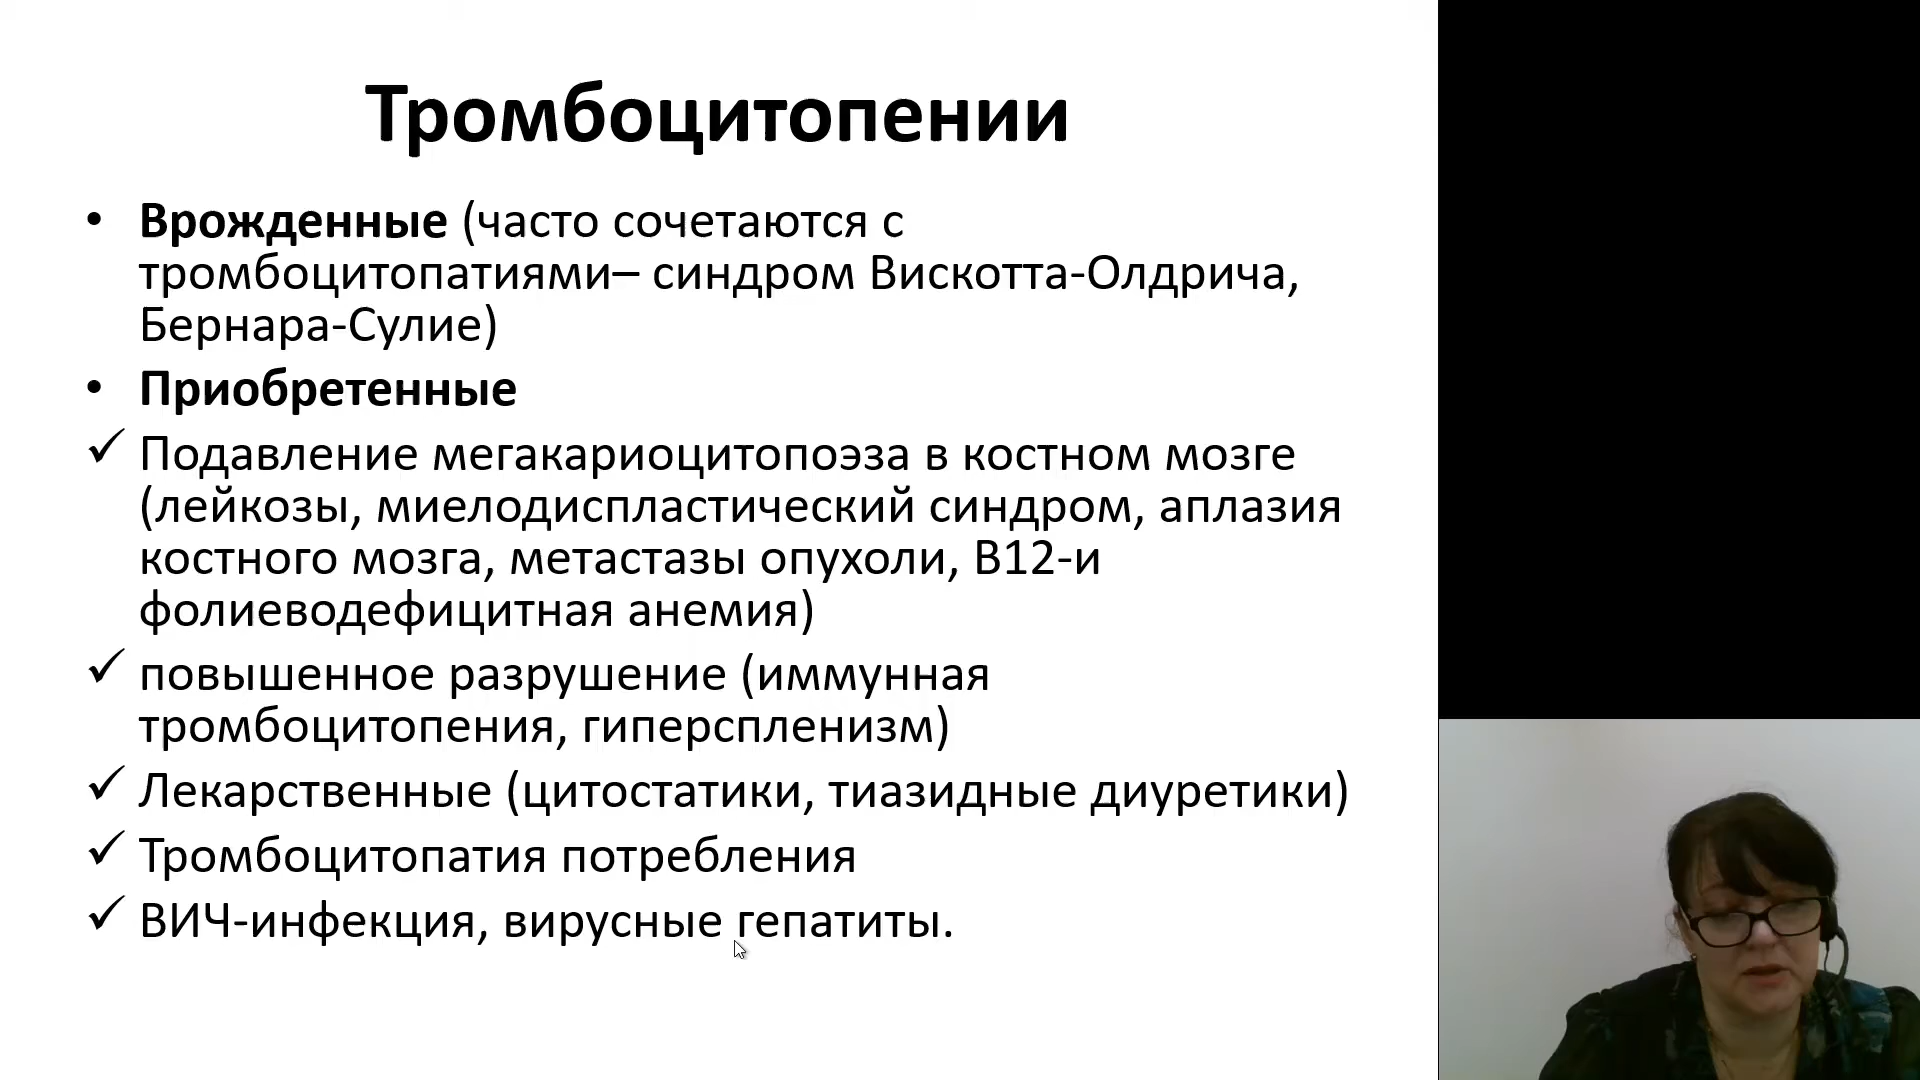 Тромбоцитопении
• Врожденные (часто сочетаются с
тромбоцитопатиями– синдром Вискотта-Олдрича,
Бернара-Сулие)
• Приобретенные
✓ Подавление мегакариоцитопоэза в костном мозге
(лейкозы, миелодиспластический синдром, аплазия
костного мозга, метастазы опухоли, В12-и
фолиеводефицитная анемия)
✓ повышенное разрушение (иммунная
тромбоцитопения, гиперспленизм)
✓ Лекарственные (цитостатики, тиазидные диуретики)
✓ Тромбоцитопатия потребления
✓ ВИЧ-инфекция, вирусные гепатиты.